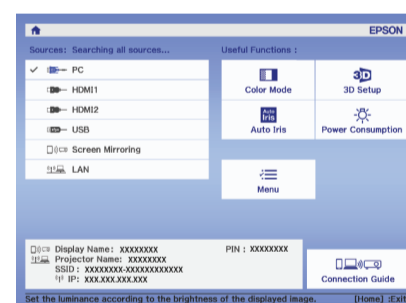 EPSON
Sources: Searching all sources...
Useful Functions :
PC
HDMI1
HDMI2
USB
Screen Mirroring
LAN
Color Mode
3D
3D Setup
Auto
Iris
Auto Iris
Power Consumption
Menu
Display Name: XXXXXXXX
PIN : XXXXXXXX
Projector Name: XXXXXXXX
SSID : XXXXXXXX-XXXXXXXXXXXX
IP: XXX.XXX.XXX.XXX
Connection Guide
Set the luminance according to the brightness of the displayed image.
[Home] :Exit